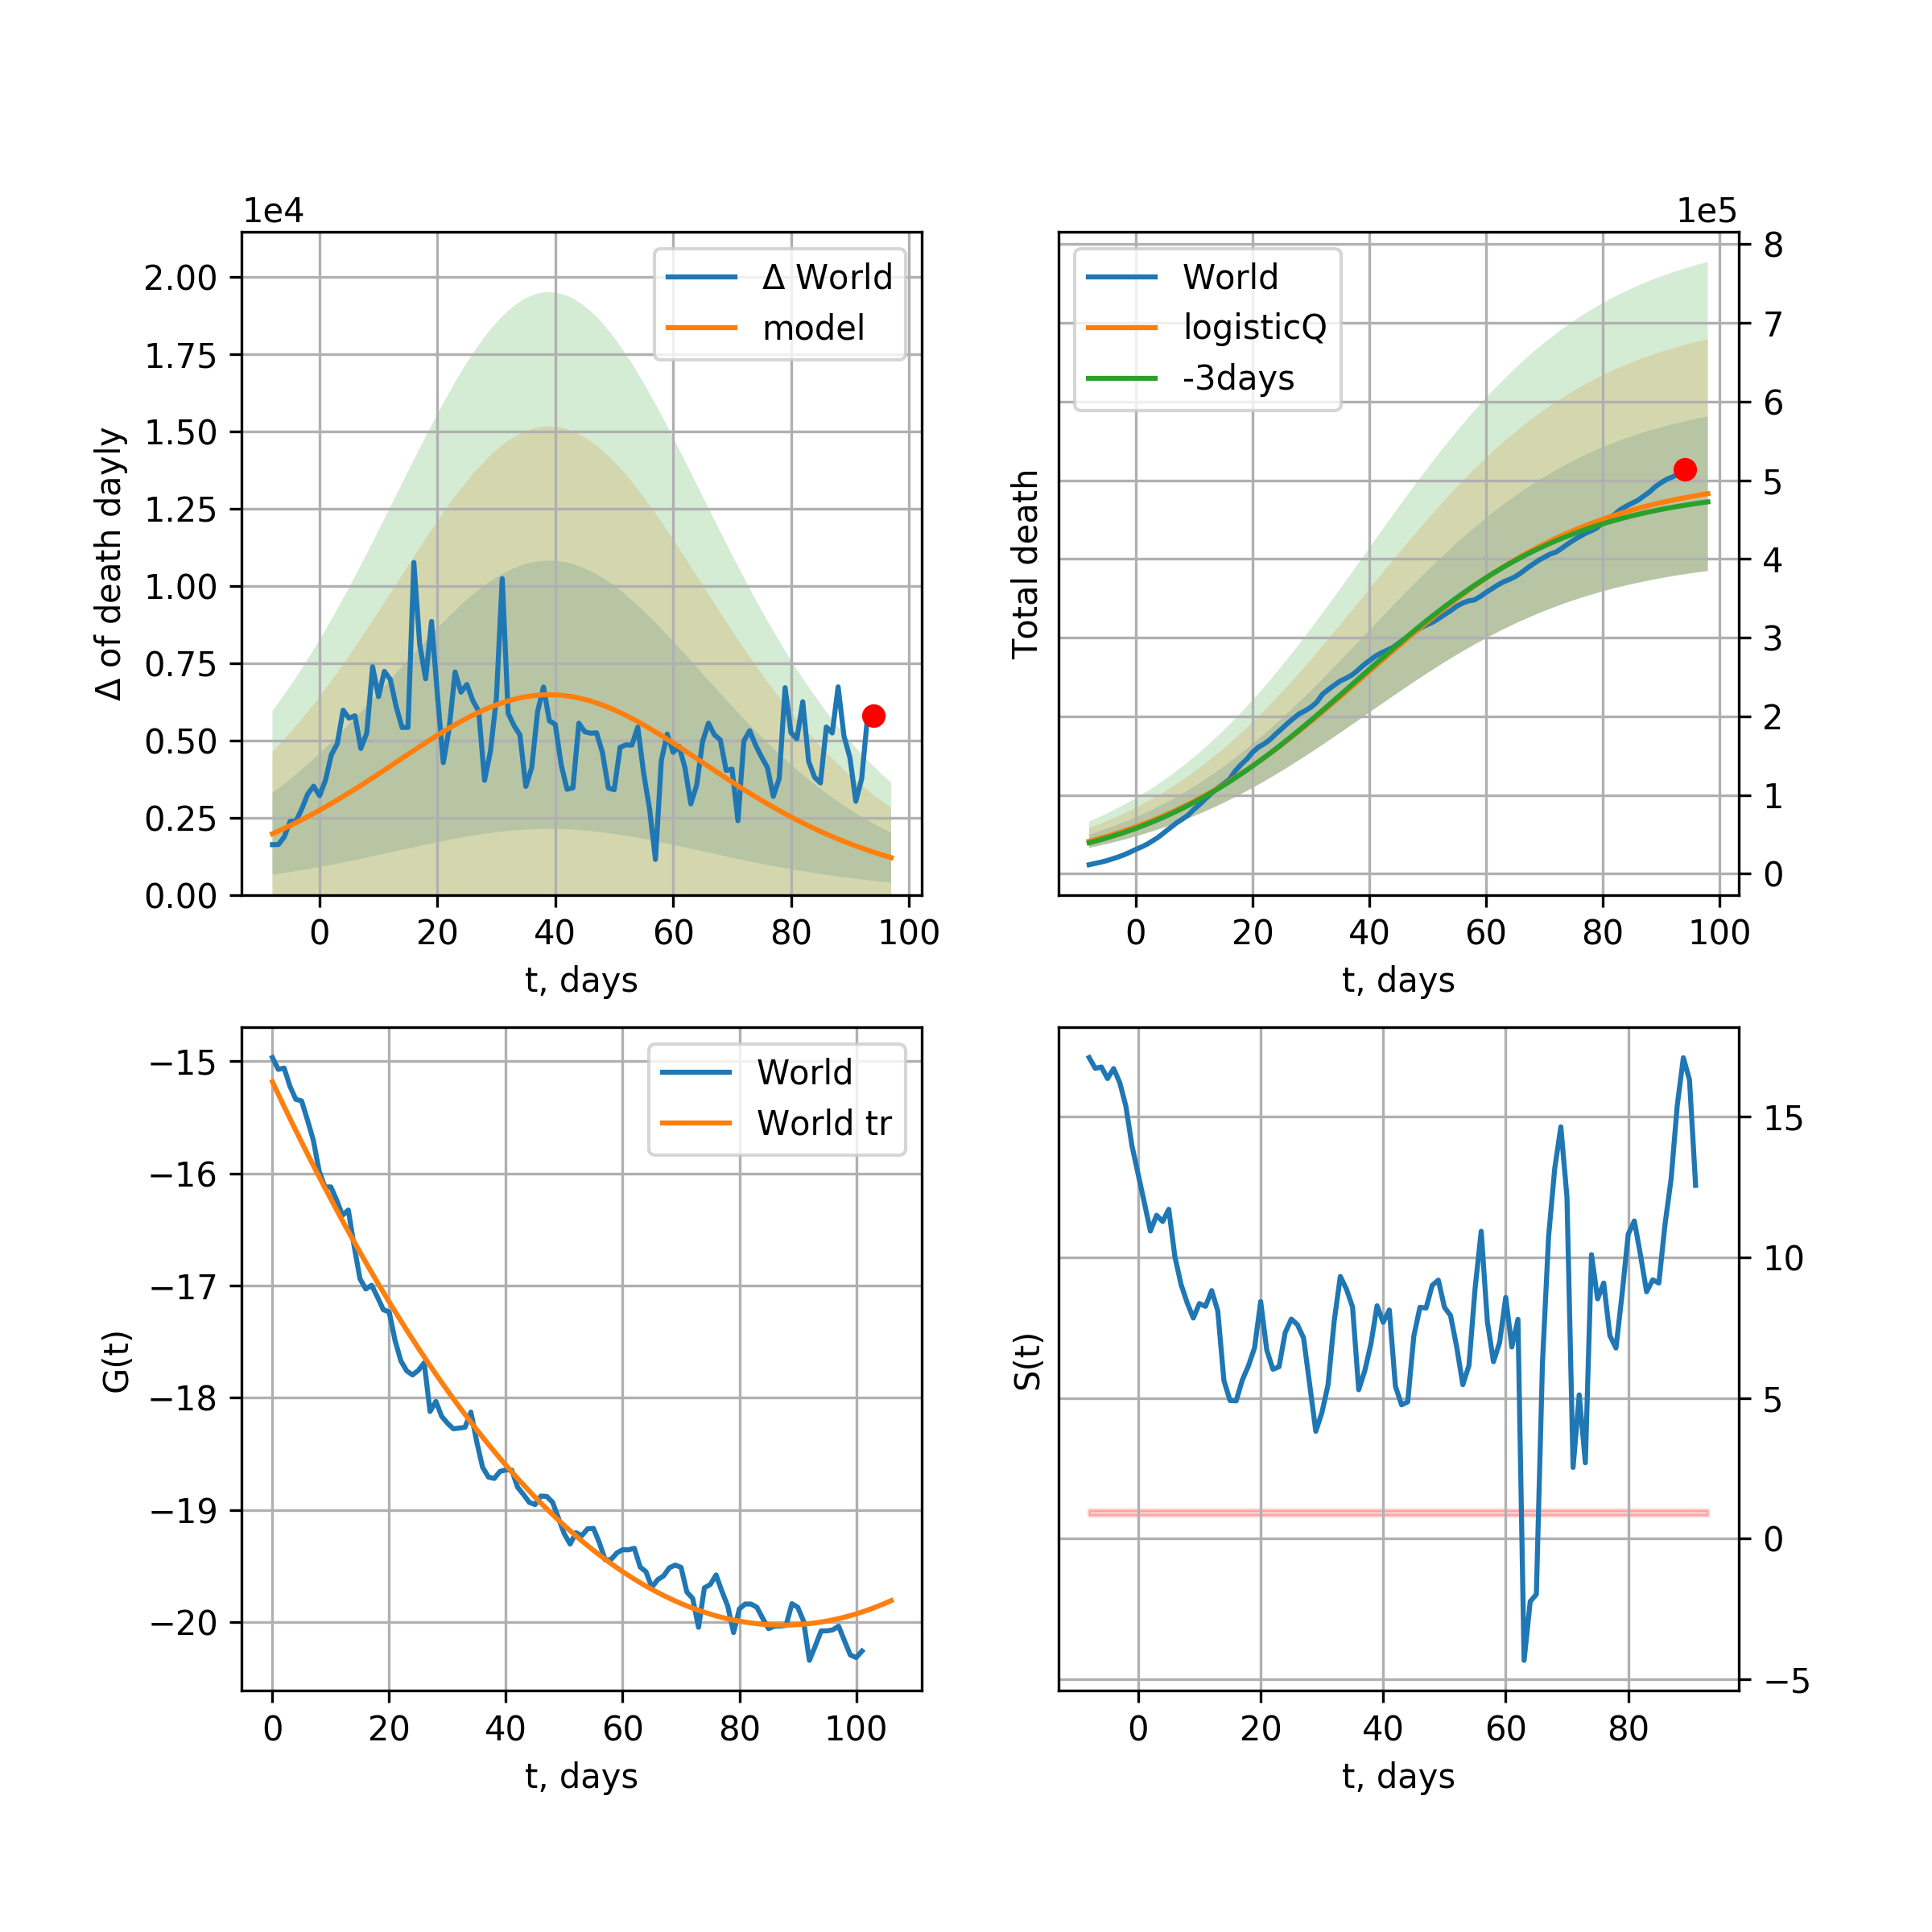 1e4
Δ of death dayly
2.00
1.75
1.50
1.25
1.00
0.75
0.50
0.25
0.00
Δ World
model
0 20 40 60 80 100
t, days
1e5
Total death
World
logisticQ
-3days
8
7
6
5
4
3
2
1
0
0 20 40 60 80 100
t, days
G(t)
−15
−16
−17
−18
−19
−20
World
World tr
0 20 40 60 80 100
t, days
S(t)
15
10
5
0
−5
0 20 40 60 80
t, days